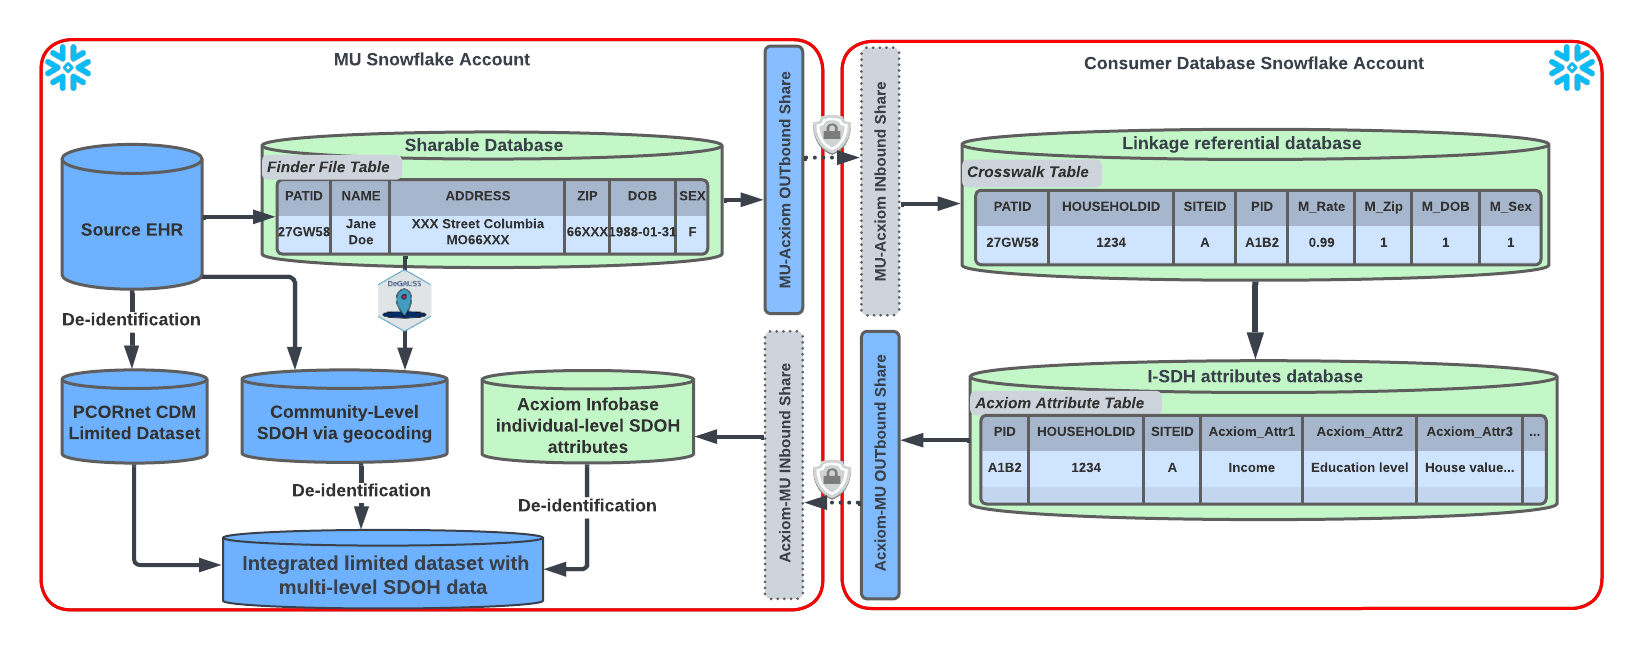 MU Snowflake Account
Consumer Database Snowflake Account
Source EHR
Sharable Database
Finder File Table
PATID NAME ADDRESS ZIP DOB SEX
27GW58 Jane Doe XXX Street Columbia MO66XXX 66XXX 1988-01-31 F
DeGAUSS
MU-Acxiom OUTbound Share
MU-Acxiom INbound Share
Linkage referential database
Crosswalk Table
PATID HOUSEHOLDID SITEID PID M_Rate M_Zip M_DOB M_Sex
27GW58 1234 A A1B2 0.99 1 1 1
De-identification
PCORnet CDM
Limited Dataset
Community-Level
SDOH via geocoding
Acxiom Infobase
individual-level SDOH
attributes
Acxiom-MU INbound Share
Acxiom-MU OUTbound Share
I-SDH attributes database
Acxiom Attribute Table
PID HOUSEHOLDID SITEID Acxiom_Attr1 Acxiom_Attr2 Acxiom_Attr3 ...
A1B2 1234 A Income Education level House value...
De-identification
De-identification
Integrated limited dataset with
multi-level SDOH data